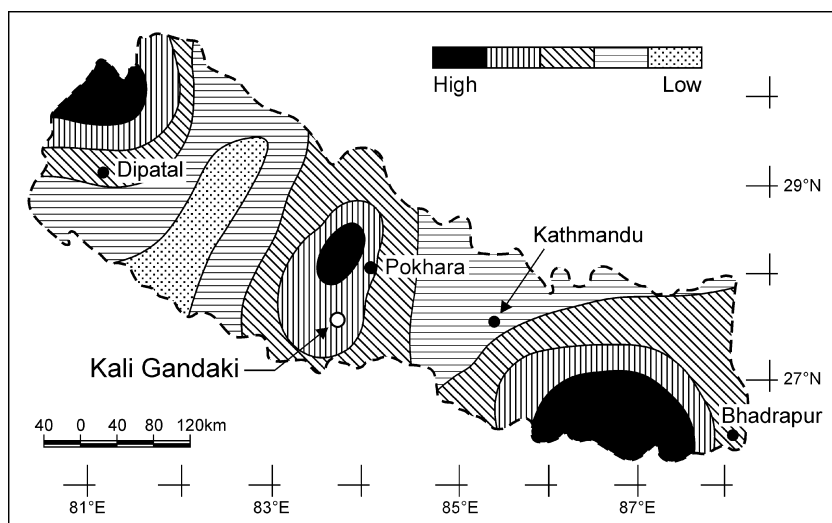 High
Low
Dipatal
29°N
Kathmandu
Pokhara
Kali Gandaki
27°N
Bhadrapur
40 0 40 80 120km
81°E
83°E
85°E
87°E